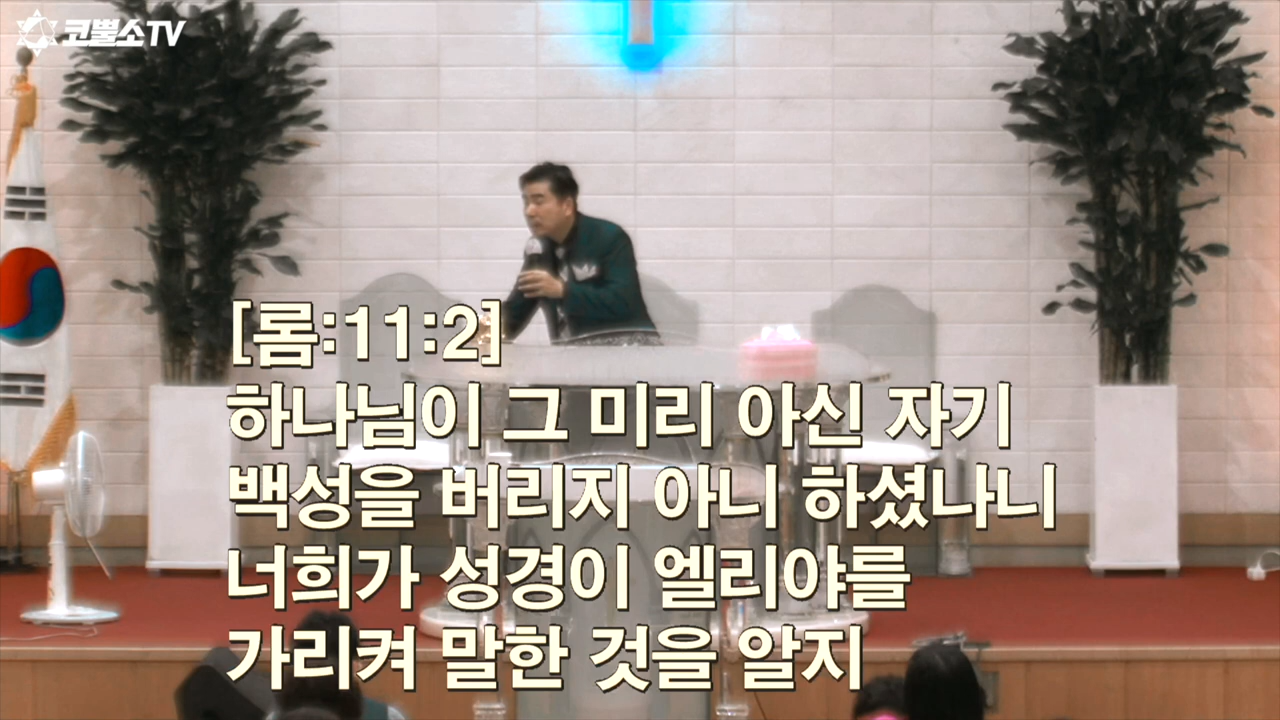 코뿔소TV
[롬:11:2]
하나님이 그 미리 아신 자기
백성을 버리지 아니 하셨나니
너희가 성경이 엘리야를
가리켜 말한 것을 알지